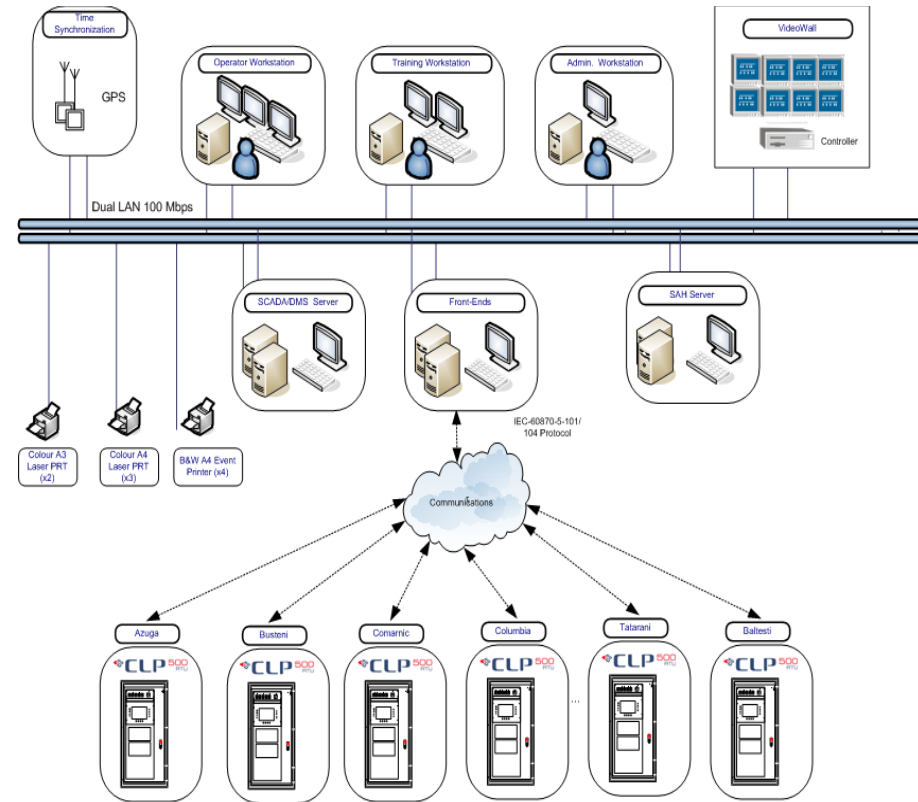 Time
Synchronization
GPS
Operator Workstation
Training Workstation
Admin. Workstation
VideoWall
Controller
Dual LAN 100 Mbps
SCADA/DMS Server
Front-Ends
SAH Server
IEC-60870-5-101/
104 Protocol
Colour A3
Laser PRT
(x2)
Colour A4
Laser PRT
(x3)
B&W A4 Event
Printer (x4)
Communications
Azuga
Busteni
Comarnic
Columbia
Tatarani
Baltesti
CLP 500
RTU
CLP 500
RTU
CLP 500
RTU
CLP 500
RTU
...
CLP 500
RTU
CLP 500
RTU